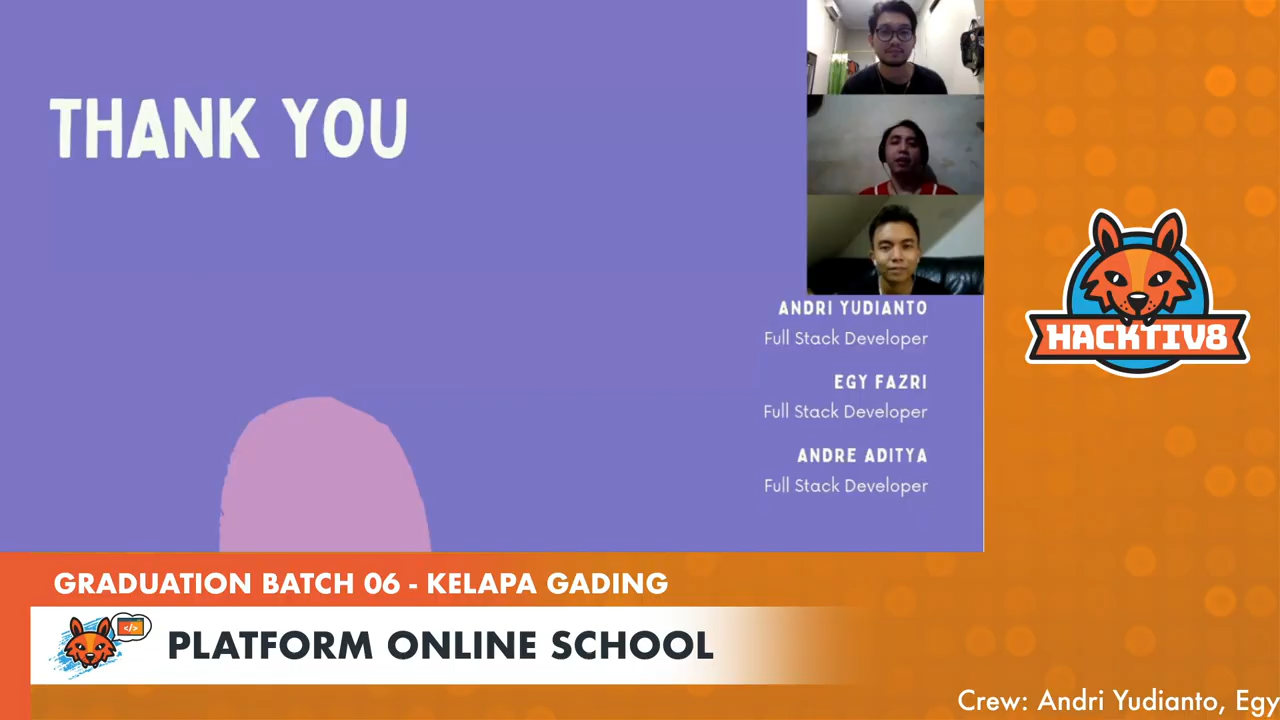 THANK YOU
ANDRI YUDIANTO
Full Stack Developer
EGY FAZRI
Full Stack Developer
ANDRE ADITYA
Full Stack Developer
HACKTIV8
GRADUATION BATCH 06 - KELAPA GADING
</>
PLATFORM ONLINE SCHOOL
Crew: Andri Yudianto, Egy